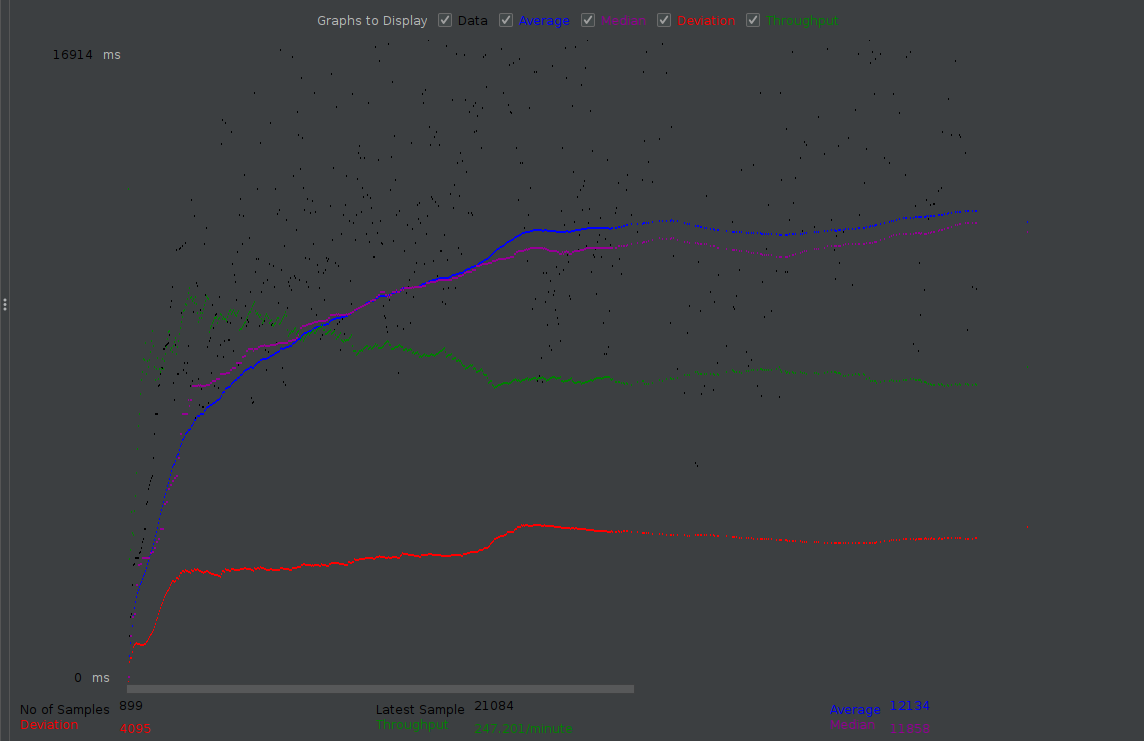 Graphs to Display Data Average Median Deviation Throughput
16914 ms
0 ms
No of Samples 899 Latest Sample 21084 Average 12134
Deviation 4095 Throughput 247.201/minute Median